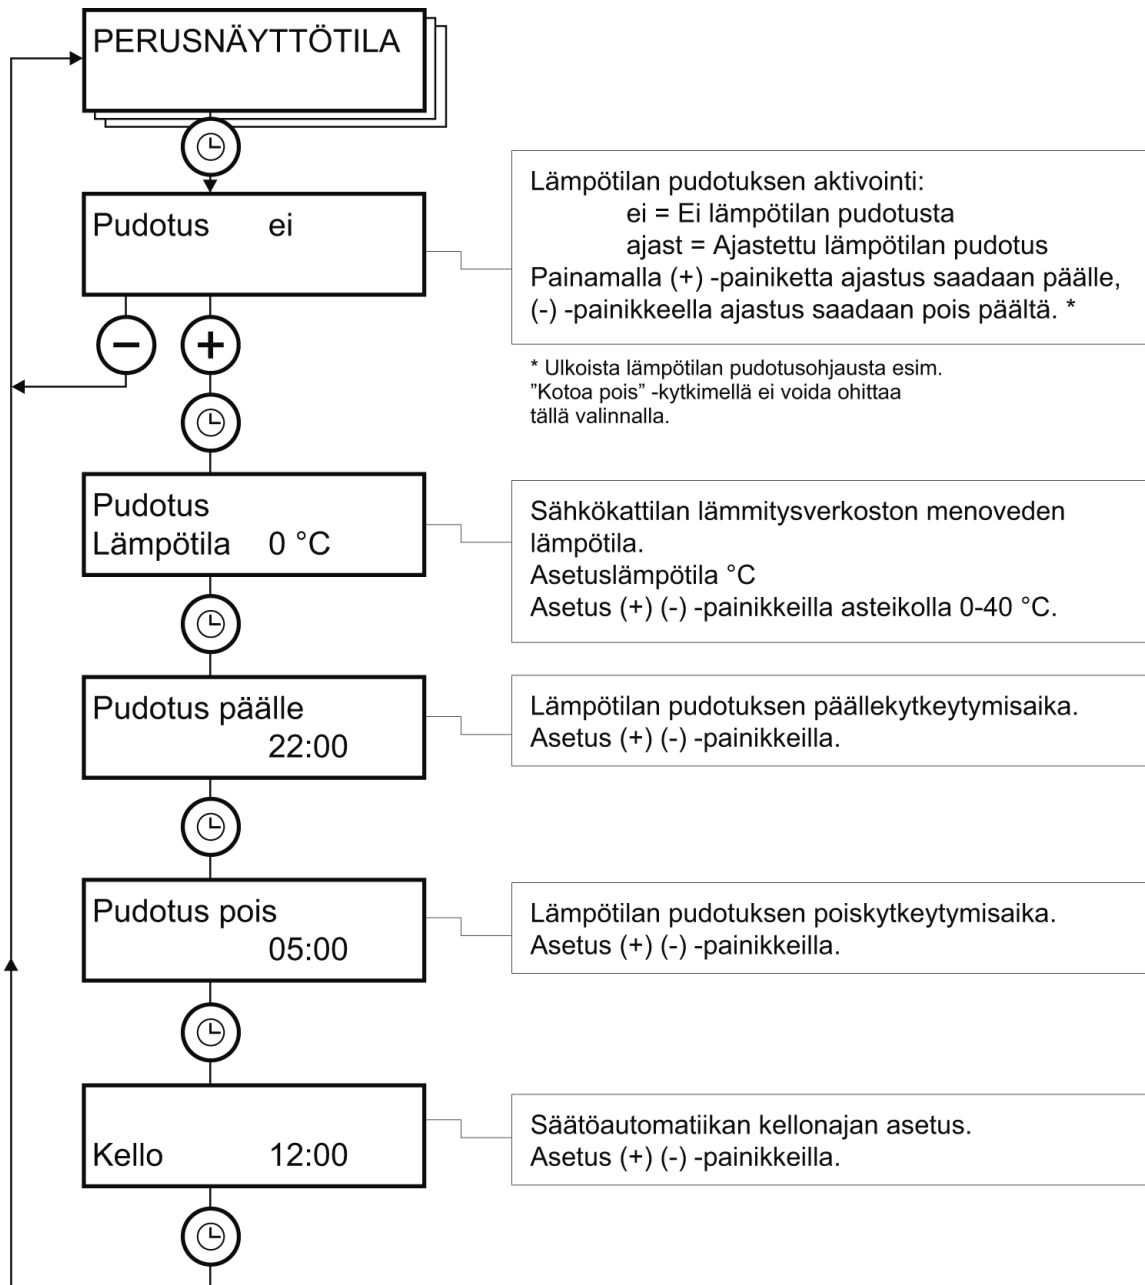 PERUSNÄYTTÖTILA
Pudotus ei
Lämpötilan pudotuksen aktivointi:
ei = Ei lämpötilan pudotusta
ajast = Ajastettu lämpötilan pudotus
Painamalla (+) -painiketta ajastus saadaan päälle,
(-) -painikkeella ajastus saadaan pois päältä. *
* Ulkoista lämpötilan pudotusohjausta esim.
”Kotoa pois” -kytkimellä ei voida ohittaa
tällä valinnalla.
Pudotus
Lämpötila 0 °C
Sähkökattilan lämmitysverkoston menoveden
lämpötila.
Asetuslämpötila °C
Asetus (+) (-) -painikkeilla asteikolla 0-40 °C.
Pudotus päälle
22:00
Lämpötilan pudotuksen päällekytkeytymisaika.
Asetus (+) (-) -painikkeilla.
Pudotus pois
05:00
Lämpötilan pudotuksen poiskytkeytymisaika.
Asetus (+) (-) -painikkeilla.
Kello 12:00
Säätöautomatiikan kellonajan asetus.
Asetus (+) (-) -painikkeilla.